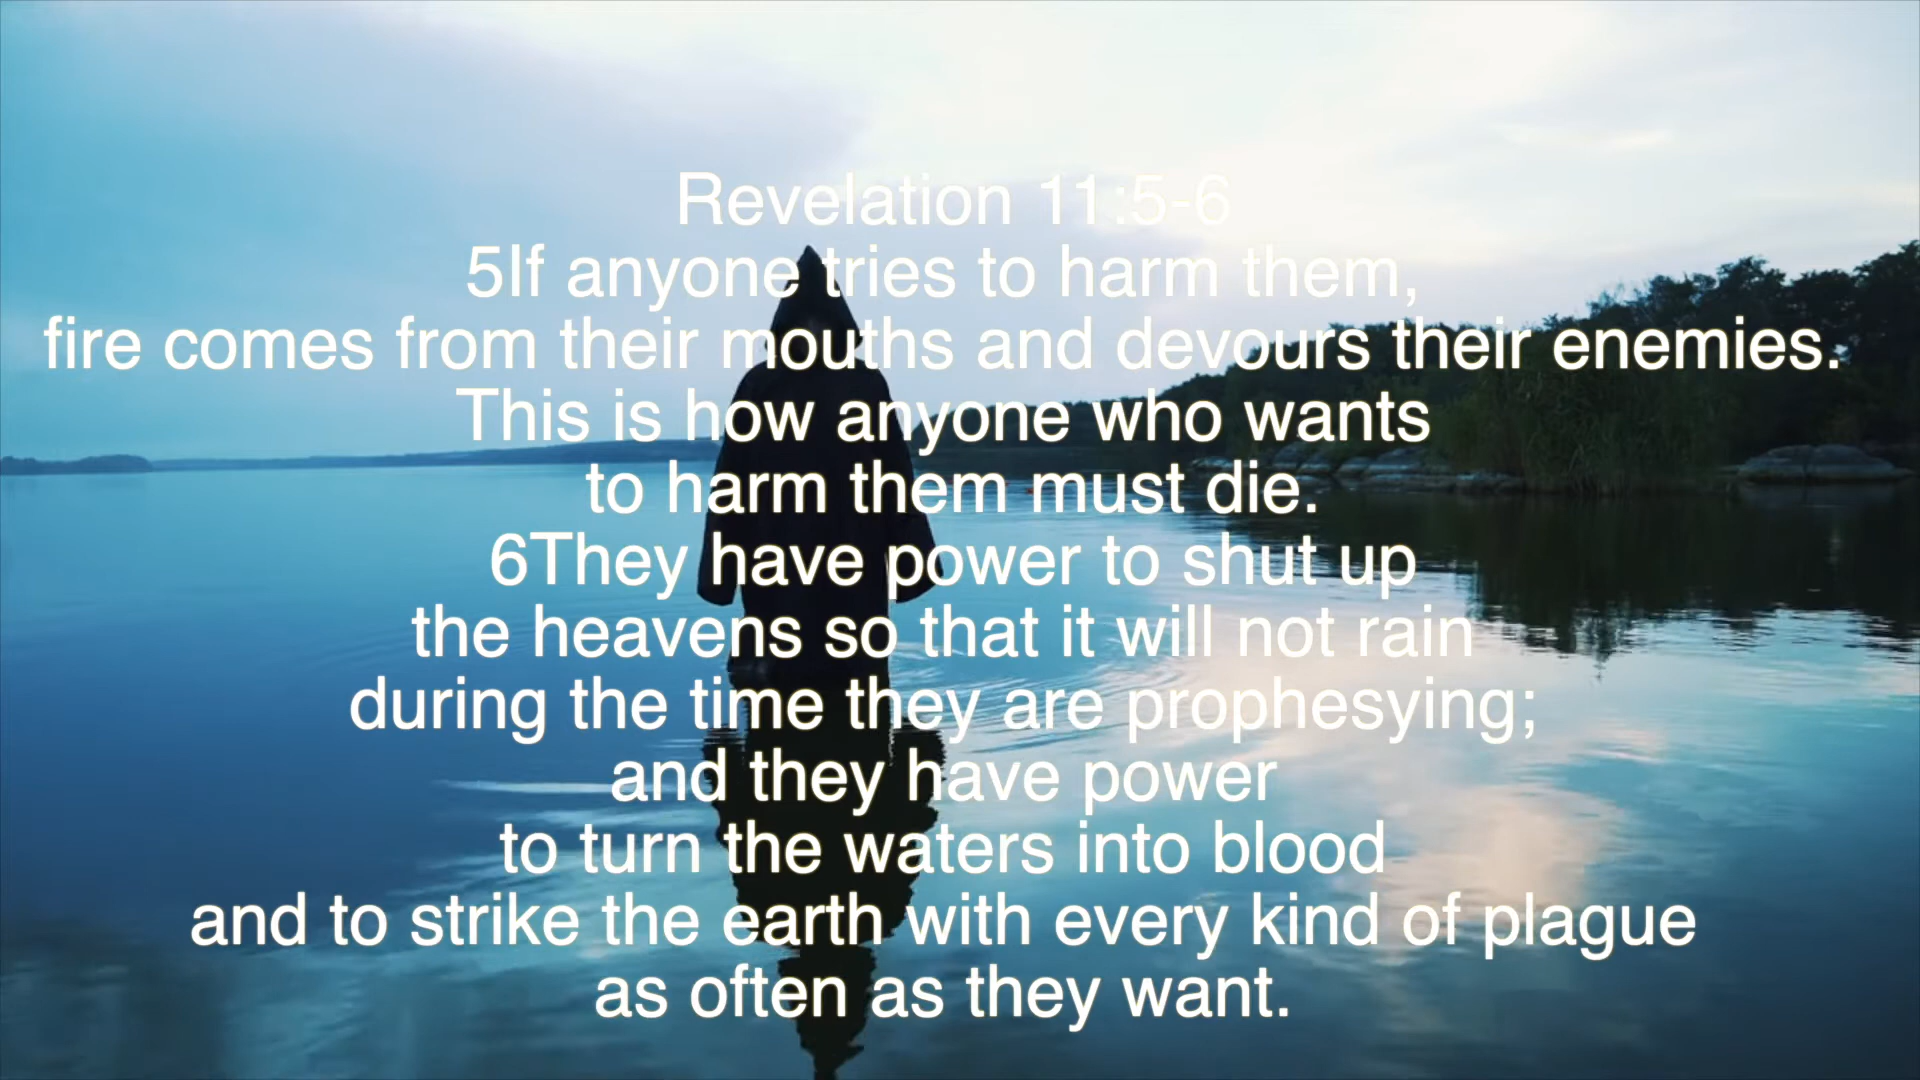 Revelation 11:5-6
5If anyone tries to harm them,
fire comes from their mouths and devours their enemies.
This is how anyone who wants
to harm them must die.
6They have power to shut up
the heavens so that it will not rain
during the time they are prophesying;
and they have power
to turn the waters into blood
and to strike the earth with every kind of plague
as often as they want.